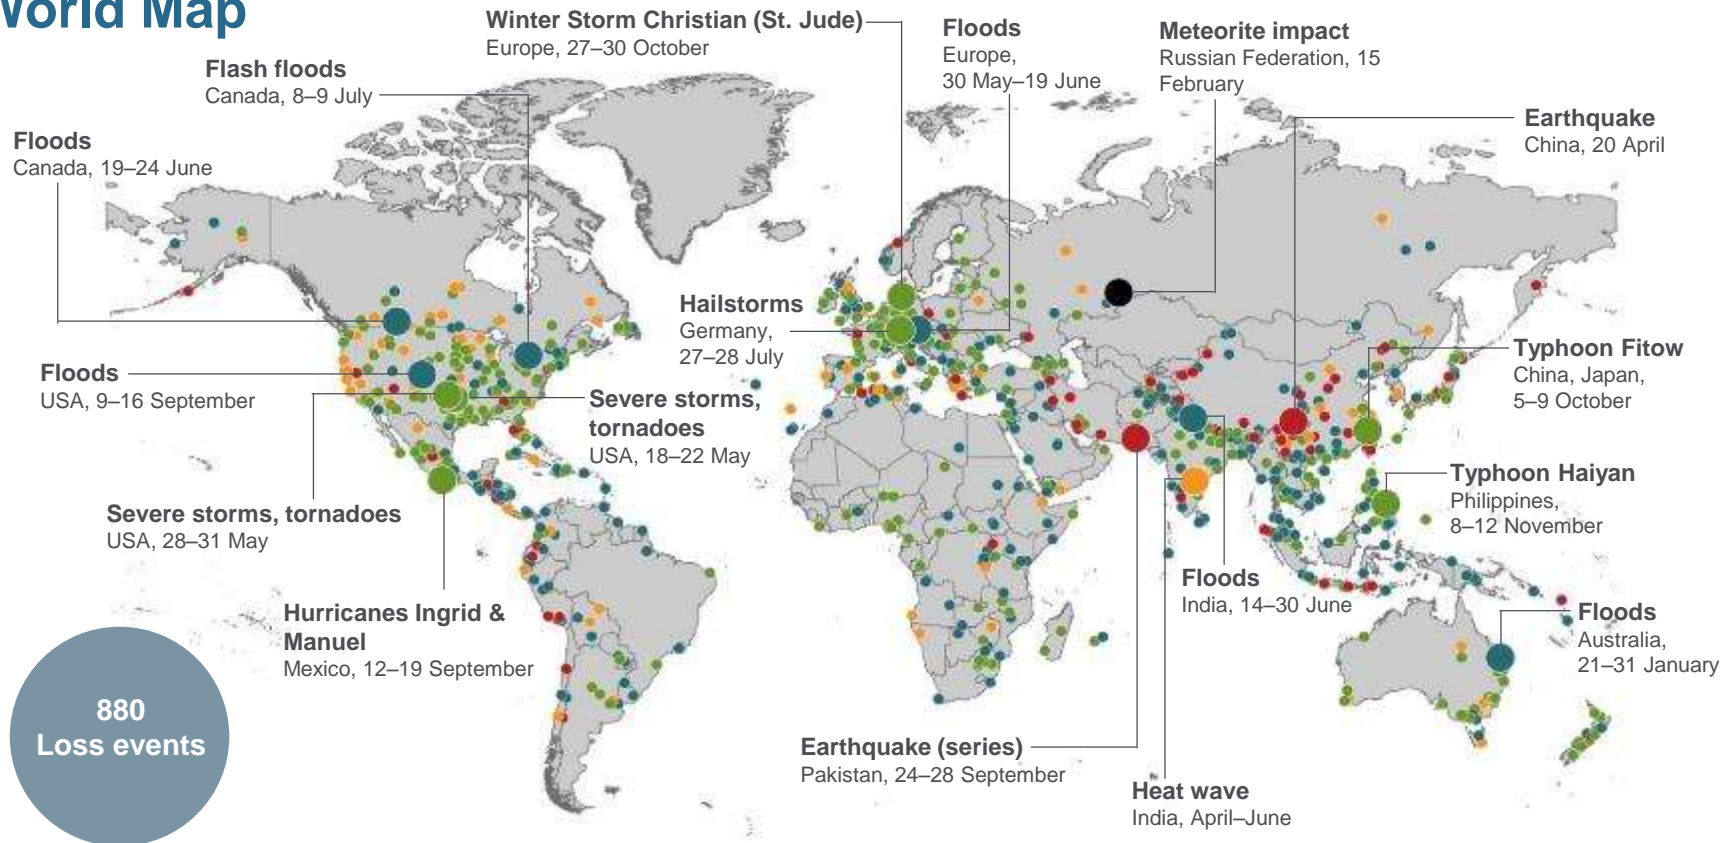 World Map
Winter Storm Christian (St. Jude)
Europe, 27–30 October
Floods
Europe,
30 May–19 June
Meteorite impact
Russian Federation, 15
February
Flash floods
Canada, 8–9 July
Earthquake
China, 20 April
Floods
Canada, 19–24 June
Hailstorms
Germany,
27–28 July
Typhoon Fitow
China, Japan,
5–9 October
Floods
USA, 9–16 September
Severe storms,
tornadoes
USA, 18–22 May
Typhoon Haiyan
Philippines,
8–12 November
Severe storms, tornadoes
USA, 28–31 May
Floods
India, 14–30 June
Hurricanes Ingrid &
Manuel
Mexico, 12–19 September
Floods
Australia,
21–31 January
880
Loss events
Earthquake (series)
Pakistan, 24–28 September
Heat wave
India, April–June